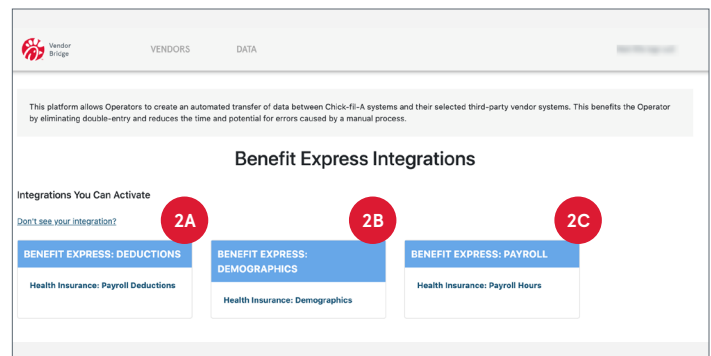 Vendor
Bridge
VENDORS
DATA
This platform allows Operators to create an automated transfer of data between Chick-fil-A systems and their selected third-party vendor systems. This benefits the Operator
by eliminating double-entry and reduces the time and potential for errors caused by a manual process.
Benefit Express Integrations
Integrations You Can Activate
Don't see your integration?
2A
2B
2C
BENEFIT EXPRESS: DEDUCTIONS
Health Insurance: Payroll Deductions
BENEFIT EXPRESS:
DEMOGRAPHICS
Health Insurance: Demographics
BENEFIT EXPRESS: PAYROLL
Health Insurance: Payroll Hours